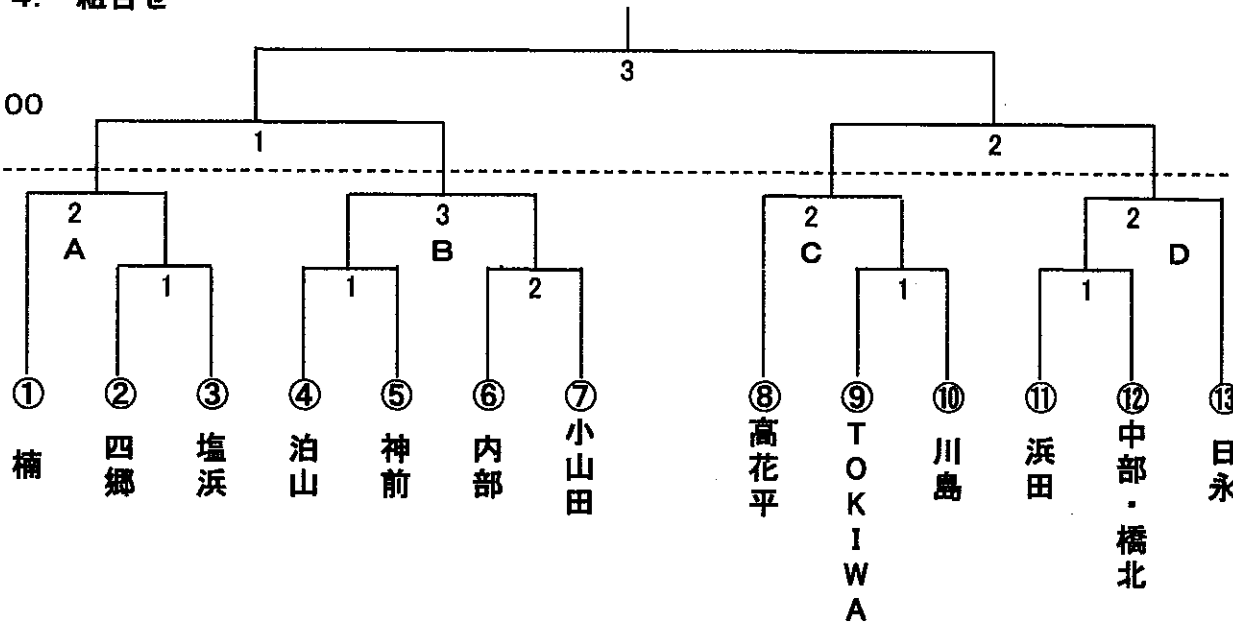 4. 組合せ
3
00
1
2
2
3
2
2
A
B
C
D
1
1
2
1
1
① ② ③ ④ ⑤ ⑥ ⑦ ⑧ ⑨ ⑩ ⑪ ⑫ ⑬
楠
四郷
塩浜
泊山
神前
内部
小山田
高花平
TOKIWA
川島
浜田
中部・橋北
日永